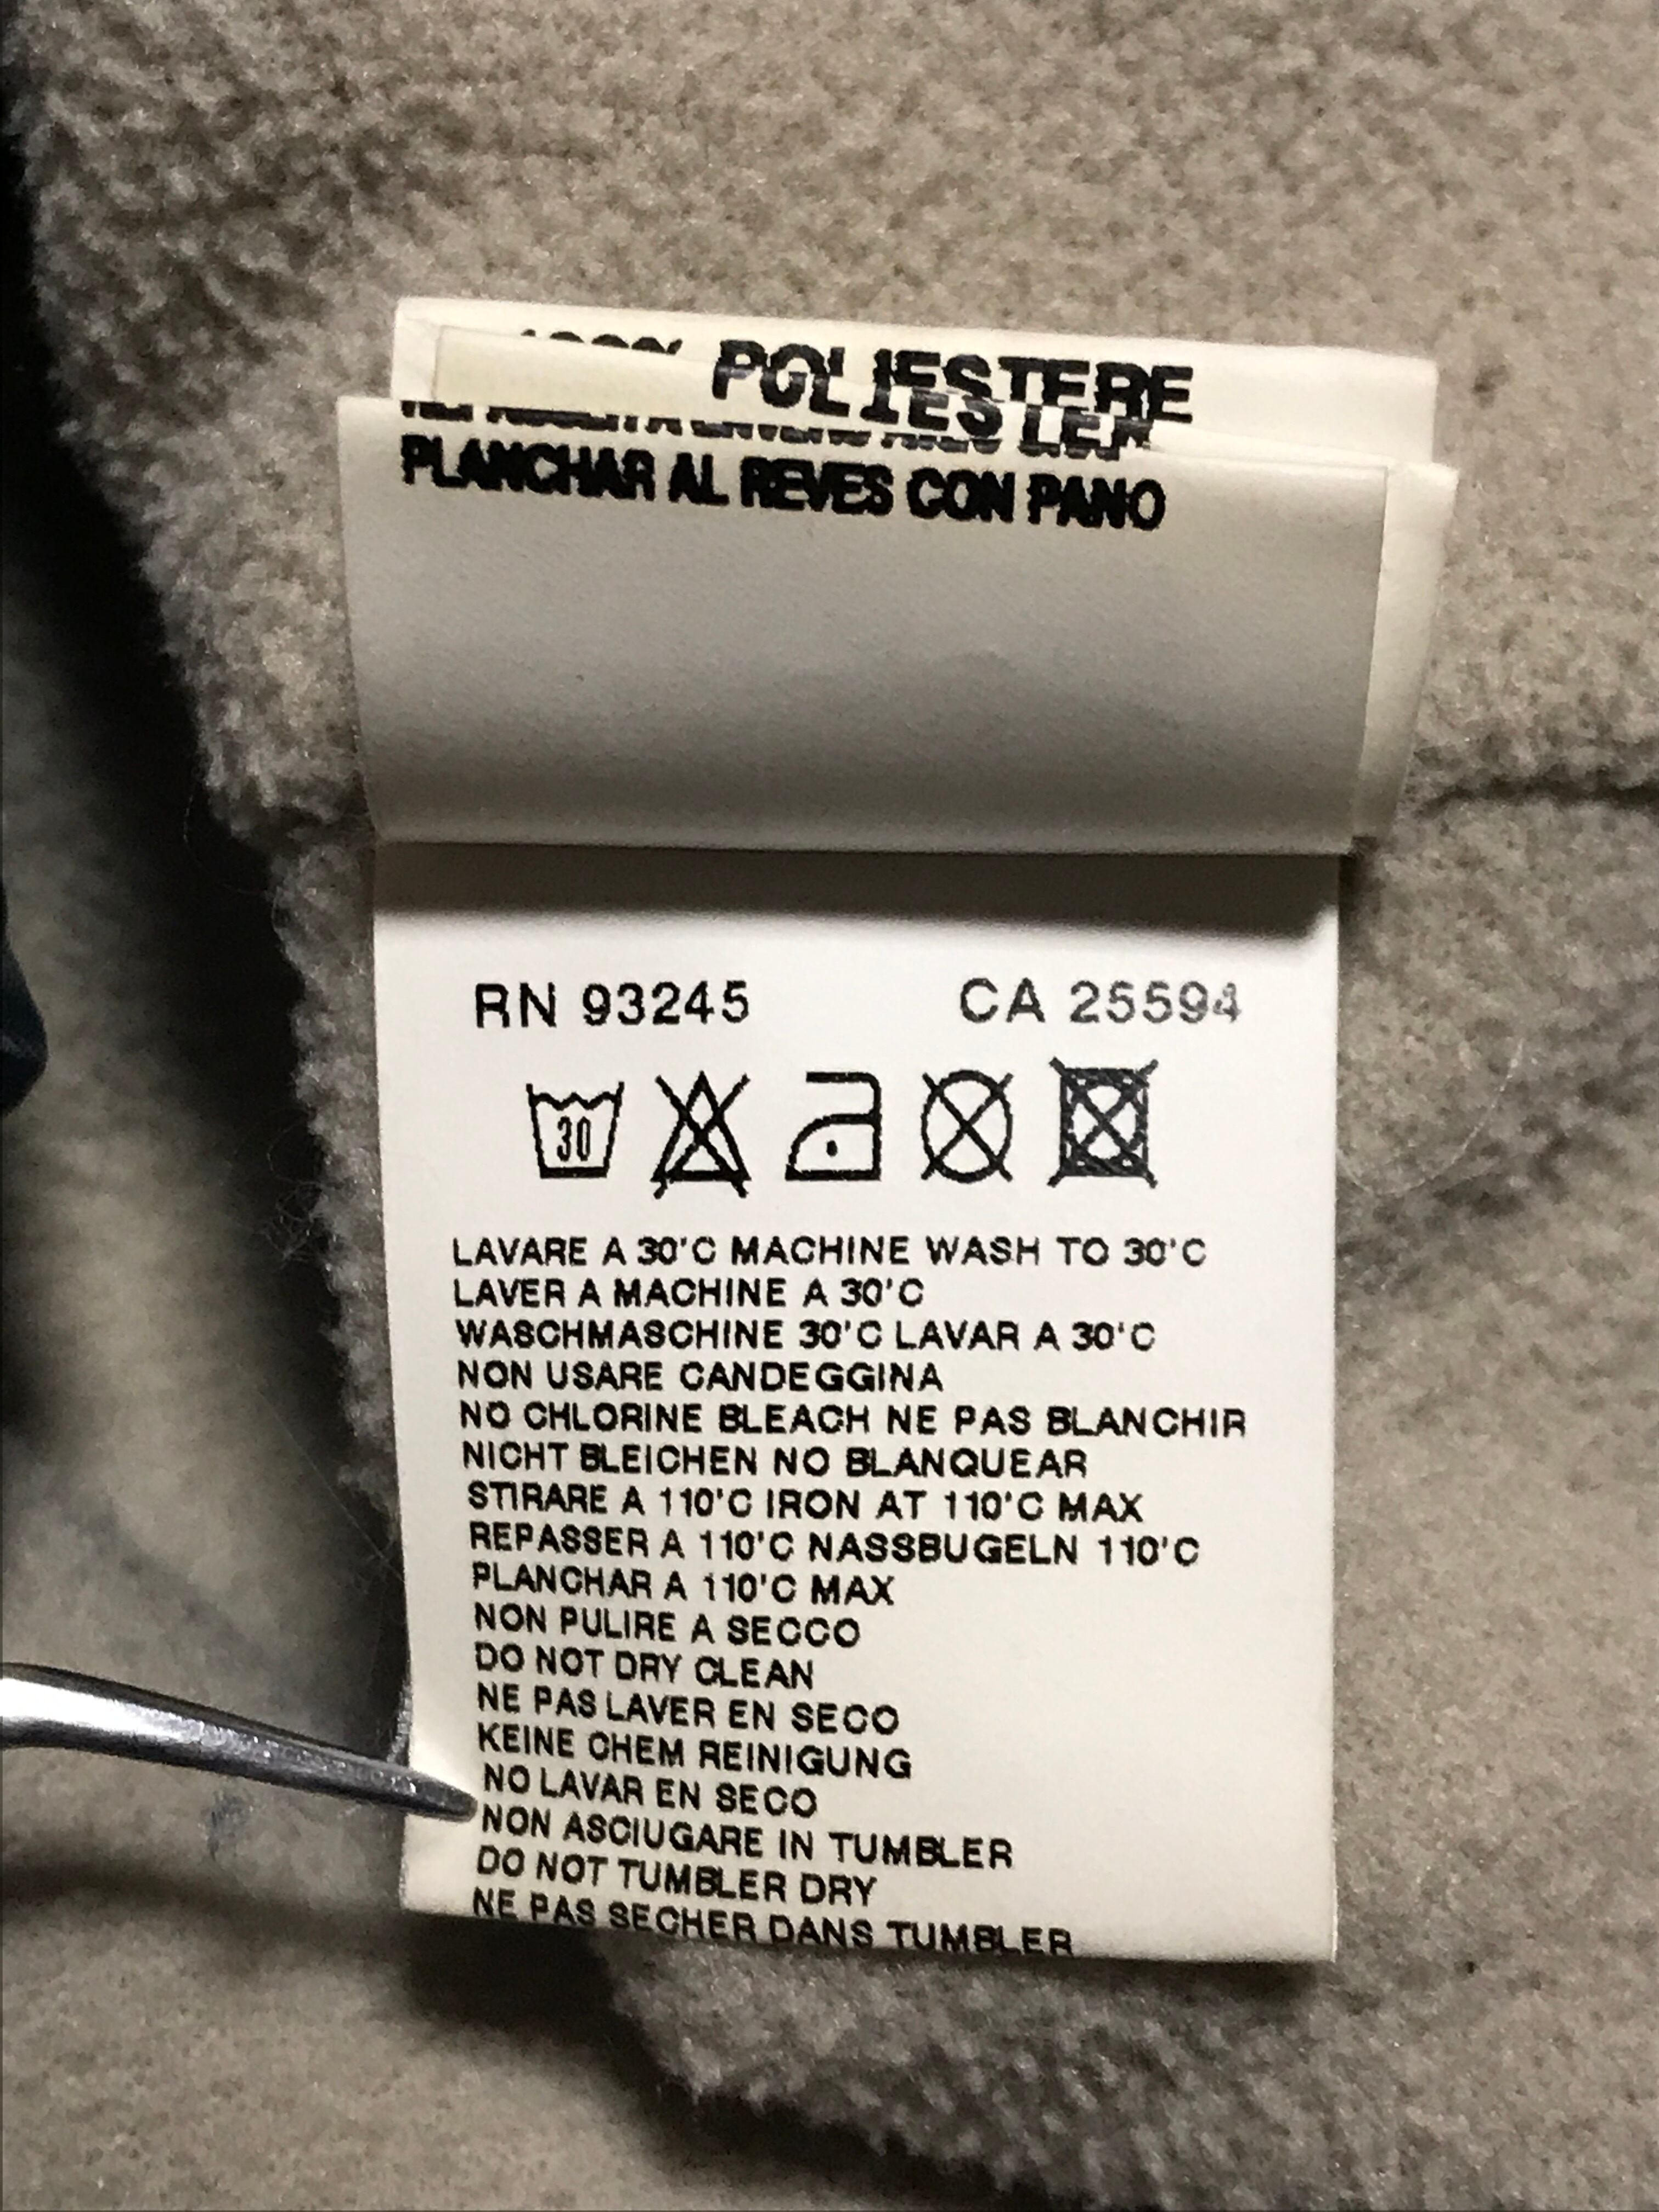 POLIESTERE
PLANCHAR AL REVES CON PANO
RN 93245 CA 25594
30
LAVARE A 30'C MACHINE WASH TO 30'C
LAVER A MACHINE A 30'C
WASCHMASCHINE 30'C LAVAR A 30'C
NON USARE CANDEGGINA
NO CHLORINE BLEACH NE PAS BLANCHIR
NICHT BLEICHEN NO BLANQUEAR
STIRARE A 110'C IRON AT 110'C MAX
REPASSER A 110'C NASSBUGELN 110'C
PLANCHAR A 110'C MAX
NON PULIRE A SECCO
DO NOT DRY CLEAN
NE PAS LAVER EN SECO
KEINE CHEM REINIGUNG
NO LAVAR EN SECO
NON ASCIUGARE IN TUMBLER
DO NOT TUMBLER DRY
NE PAS SECHER DANS TUMBLER